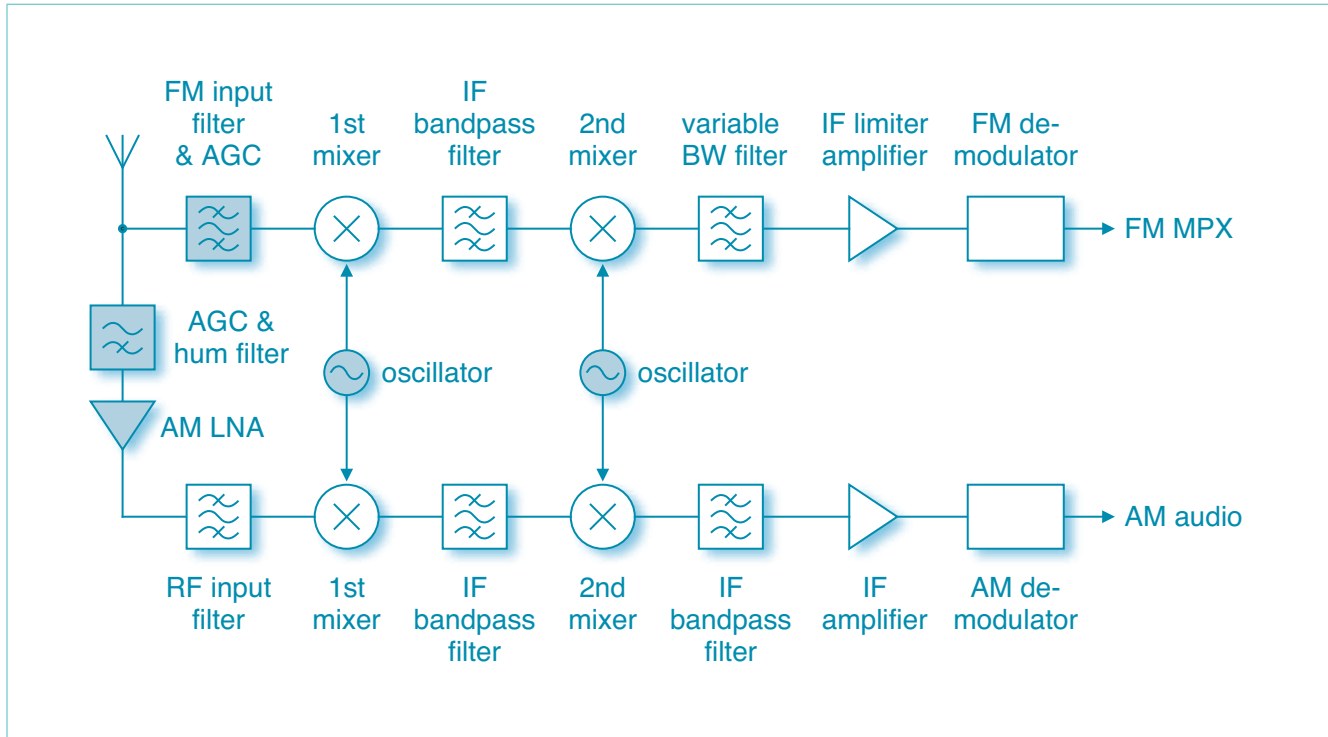 FM input
filter
& AGC
1st
mixer
IF
bandpass
filter
2nd
mixer
variable
BW filter
IF limiter
amplifier
FM de-
modulator
FM MPX
AGC &
hum filter
oscillator
oscillator
AM LNA
AM audio
RF input
filter
1st
mixer
IF
bandpass
filter
2nd
mixer
IF
bandpass
filter
IF
amplifier
AM de-
modulator